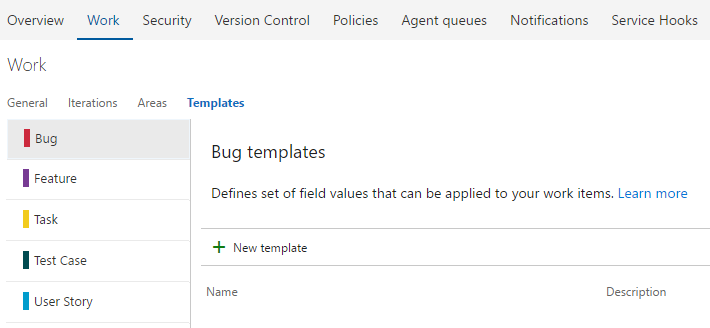 Overview Work Security Version Control Policies Agent queues Notifications Service Hooks
Work
General Iterations Areas Templates
Bug
Feature
Task
Test Case
User Story
Bug templates
Defines set of field values that can be applied to your work items. Learn more
+ New template
Name Description